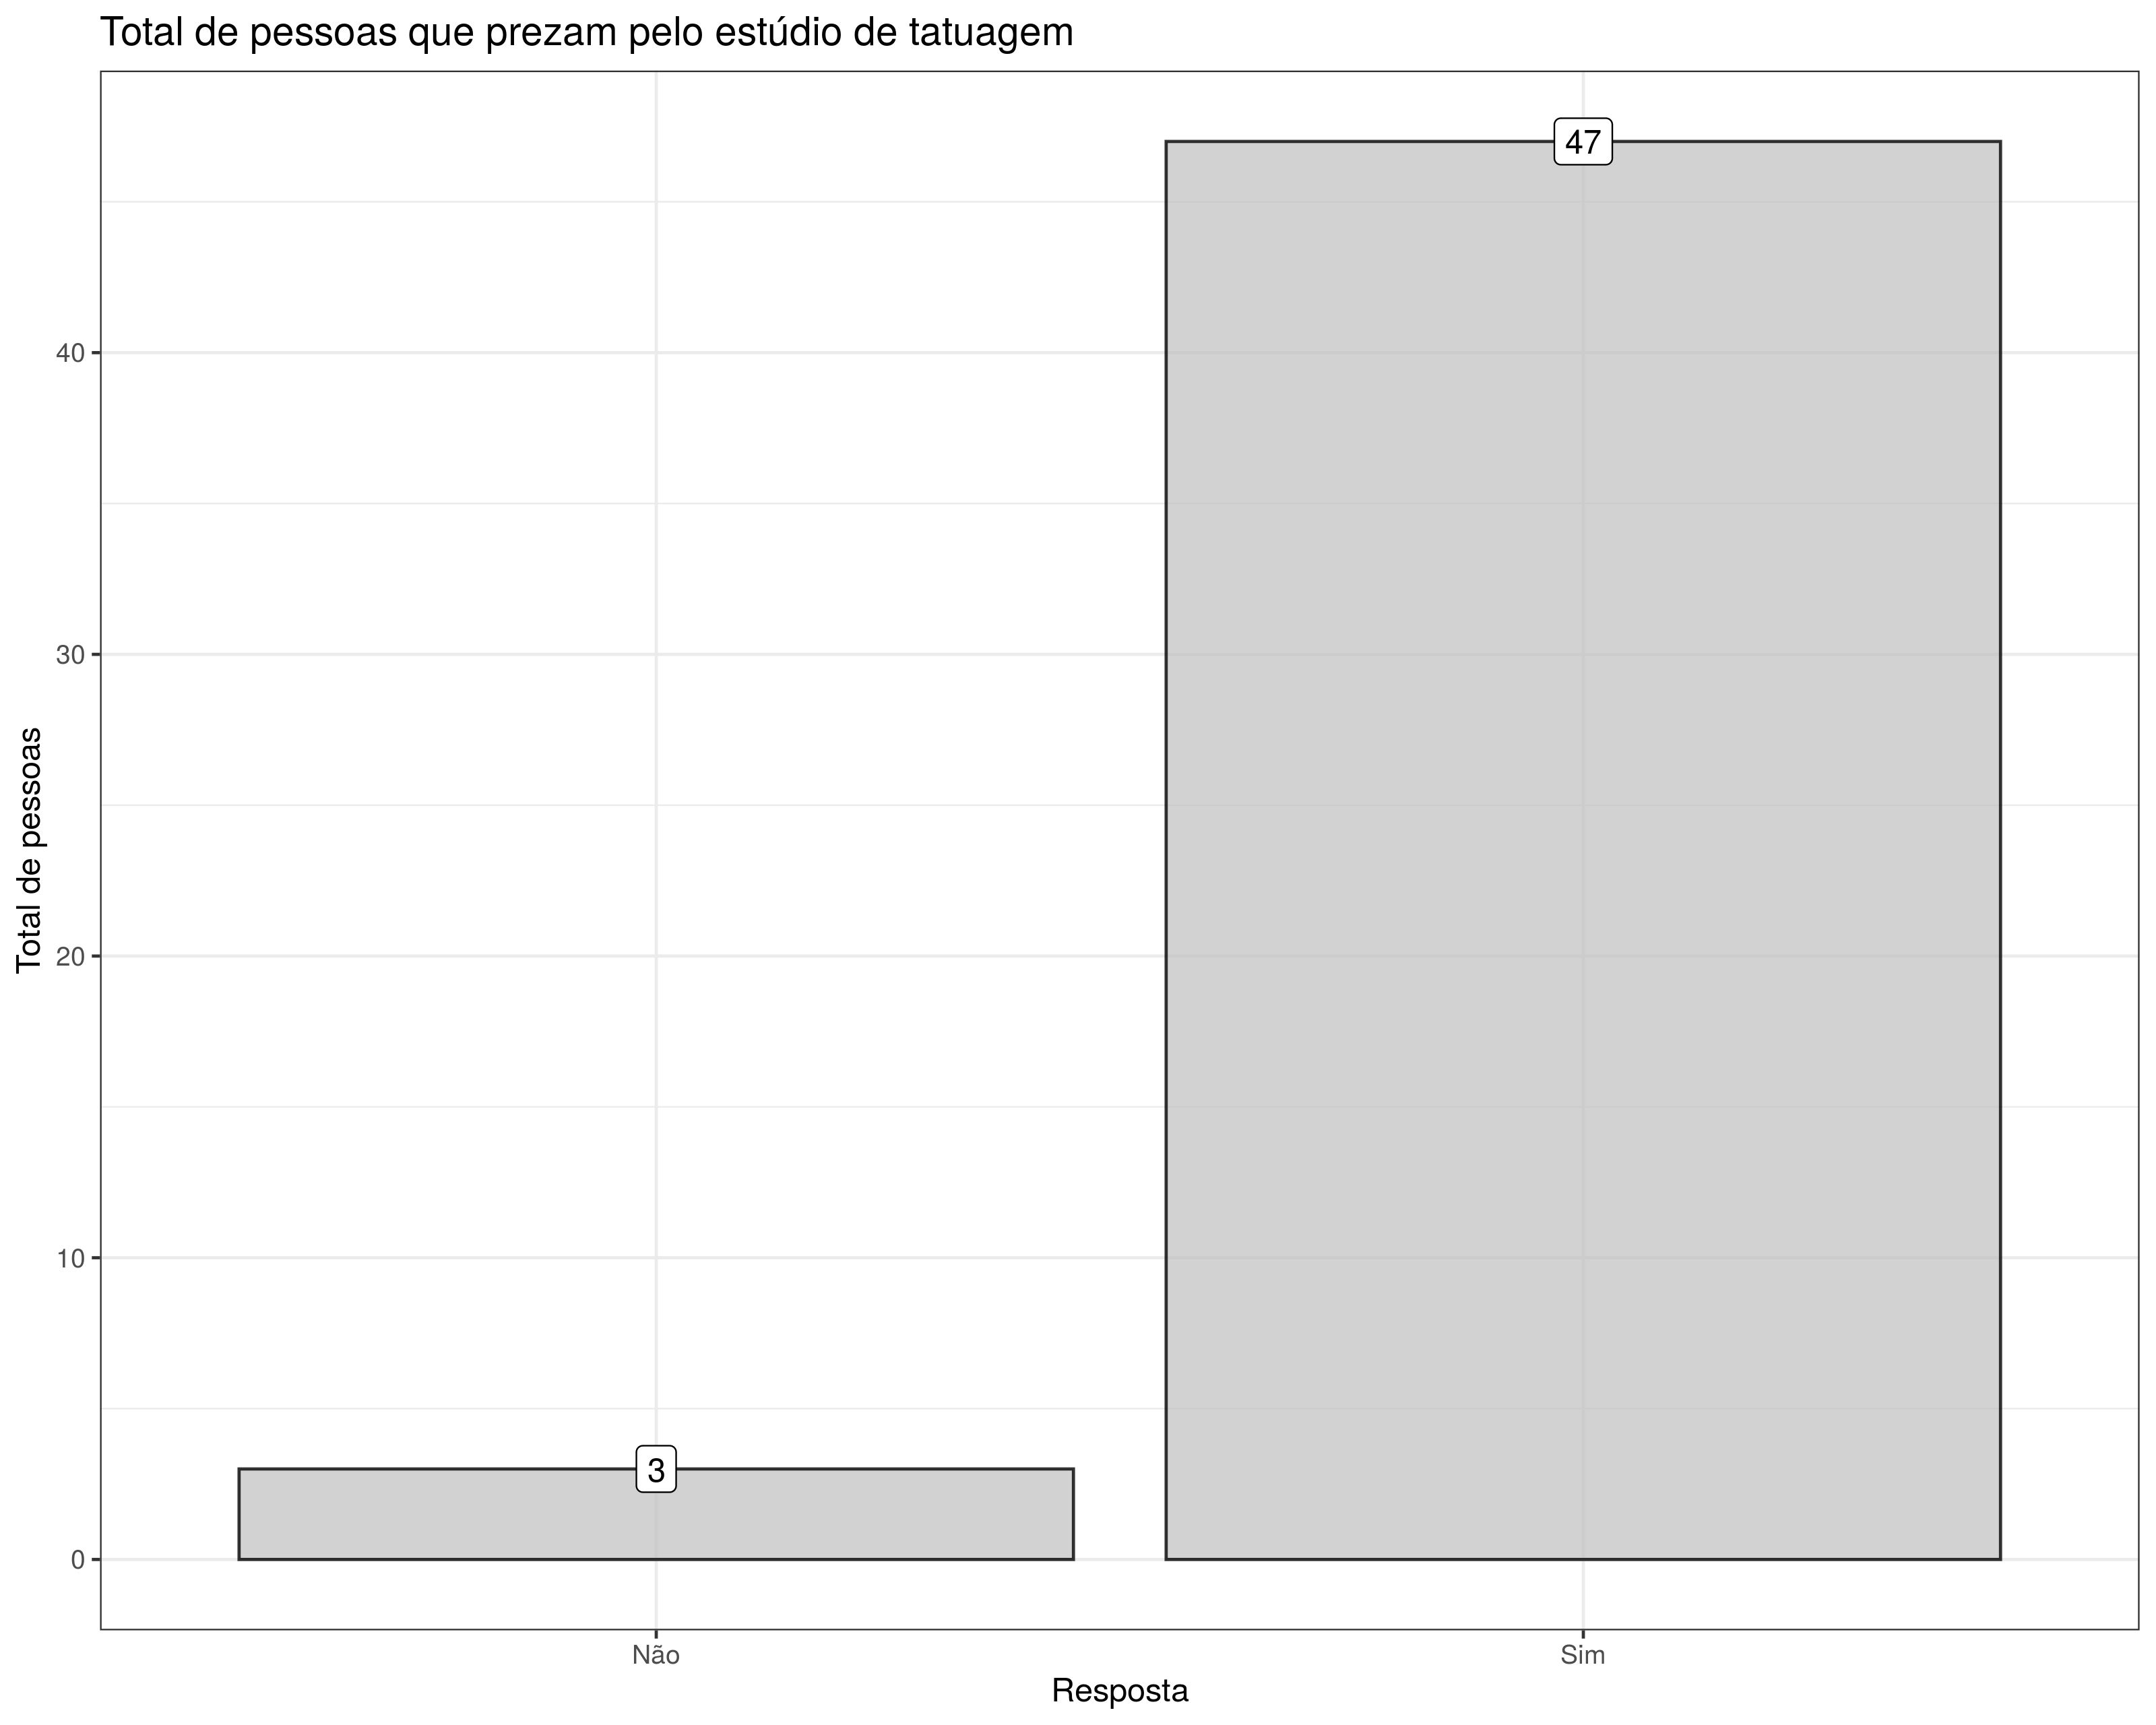 Total de pessoas que prezam pelo estúdio de tatuagem
47
40
30
20
10
3
0
Total de pessoas
Não
Sim
Resposta